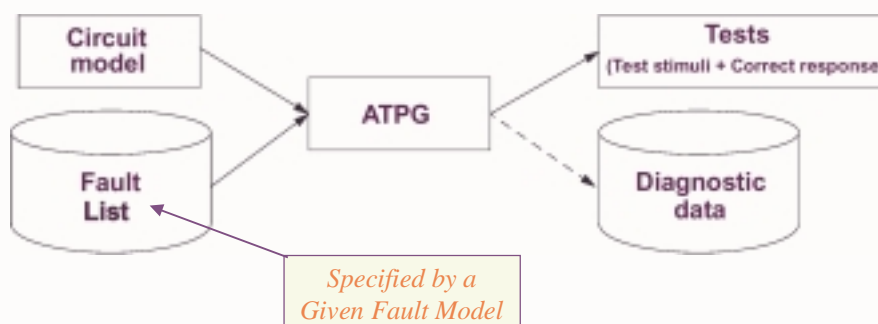 Circuit
model
Tests
(Test stimuli + Correct response
ATPG
Fault
List
Diagnostic
data
Specified by a
Given Fault Model